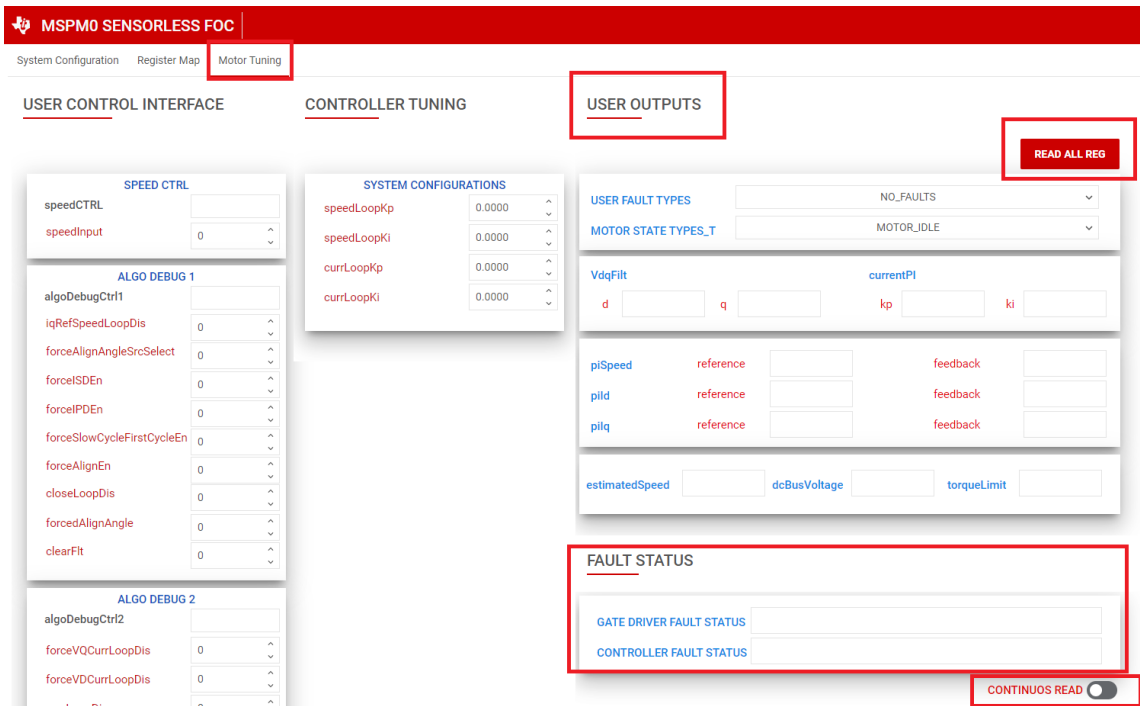 MSPM0 SENSORLESS FOC
System Configuration Register Map Motor Tuning
USER CONTROL INTERFACE
SPEED CTRL
speedCTRL
speedInput 0
ALGO DEBUG 1
algoDebugCtrl1
iqRefSpeedLoopDis 0
forceAlignAngleSrcSelect 0
forceISDEn 0
forceIPDEn 0
forceSlowCycleFirstCycleEn 0
forceAlignEn 0
closeLoopDis 0
forcedAlignAngle 0
clearFlt 0
ALGO DEBUG 2
algoDebugCtrl2
forceVQCurrLoopDis 0
forceVDCurrLoopDis 0
CONTROLLER TUNING
SYSTEM CONFIGURATIONS
speedLoopKp 0.0000
speedLoopKi 0.0000
currLoopKp 0.0000
currLoopKi 0.0000
USER OUTPUTS
READ ALL REG
USER FAULT TYPES NO_FAULTS
MOTOR STATE TYPES_T MOTOR_IDLE
VdqFilt currentPI
d q kp ki
piSpeed reference feedback
piId reference feedback
piIq reference feedback
estimatedSpeed dcBusVoltage torqueLimit
FAULT STATUS
GATE DRIVER FAULT STATUS
CONTROLLER FAULT STATUS
CONTINUOS READ